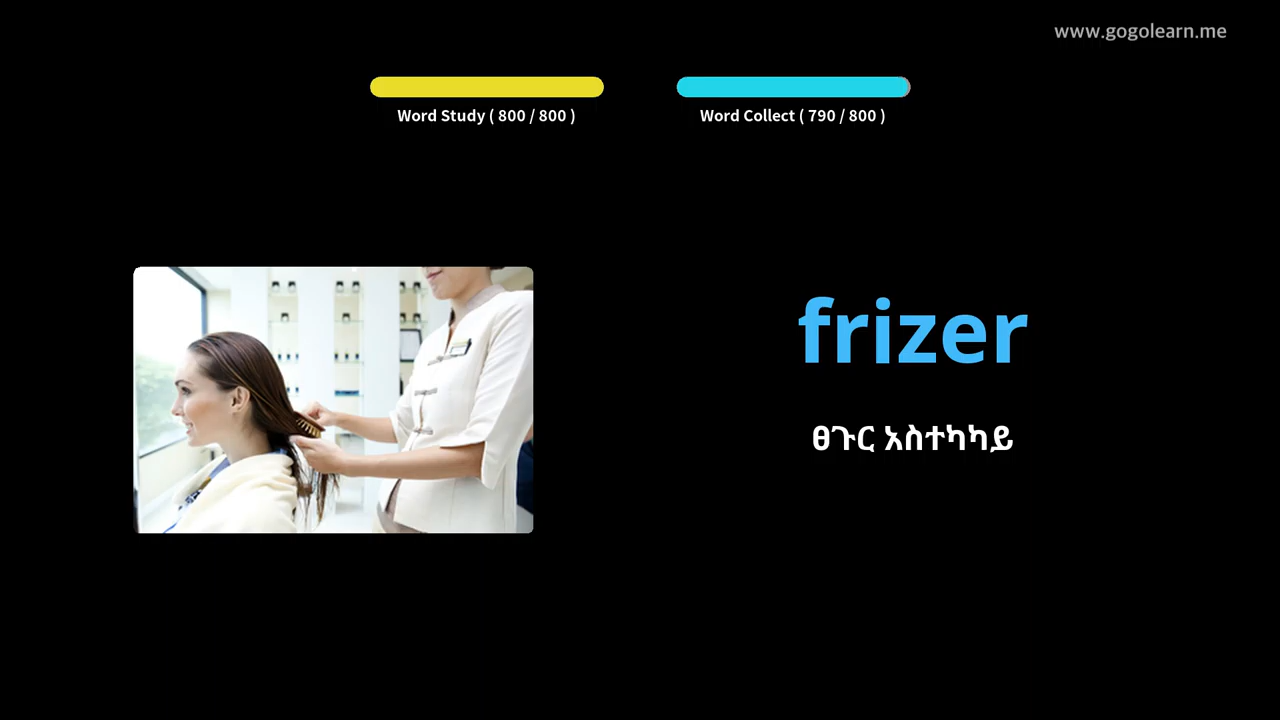 www.gogolearn.me
Word Study ( 800 / 800 )
Word Collect ( 790 / 800 )
frizer
ፀጉር አስተካካይ